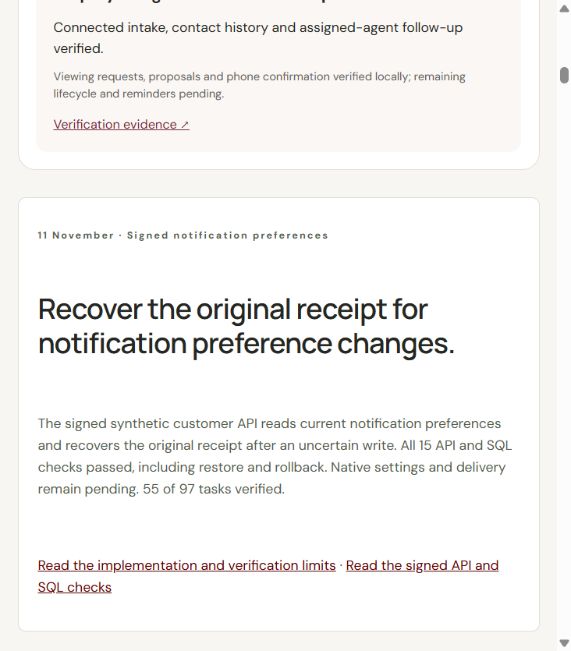 Connected intake, contact history and assigned-agent follow-up
verified.
Viewing requests, proposals and phone confirmation verified locally; remaining
lifecycle and reminders pending.
Verification evidence ↗
11 November · Signed notification preferences
Recover the original receipt for
notification preference changes.
The signed synthetic customer API reads current notification preferences
and recovers the original receipt after an uncertain write. All 15 API and SQL
checks passed, including restore and rollback. Native settings and delivery
remain pending. 55 of 97 tasks verified.
Read the implementation and verification limits · Read the signed API and
SQL checks